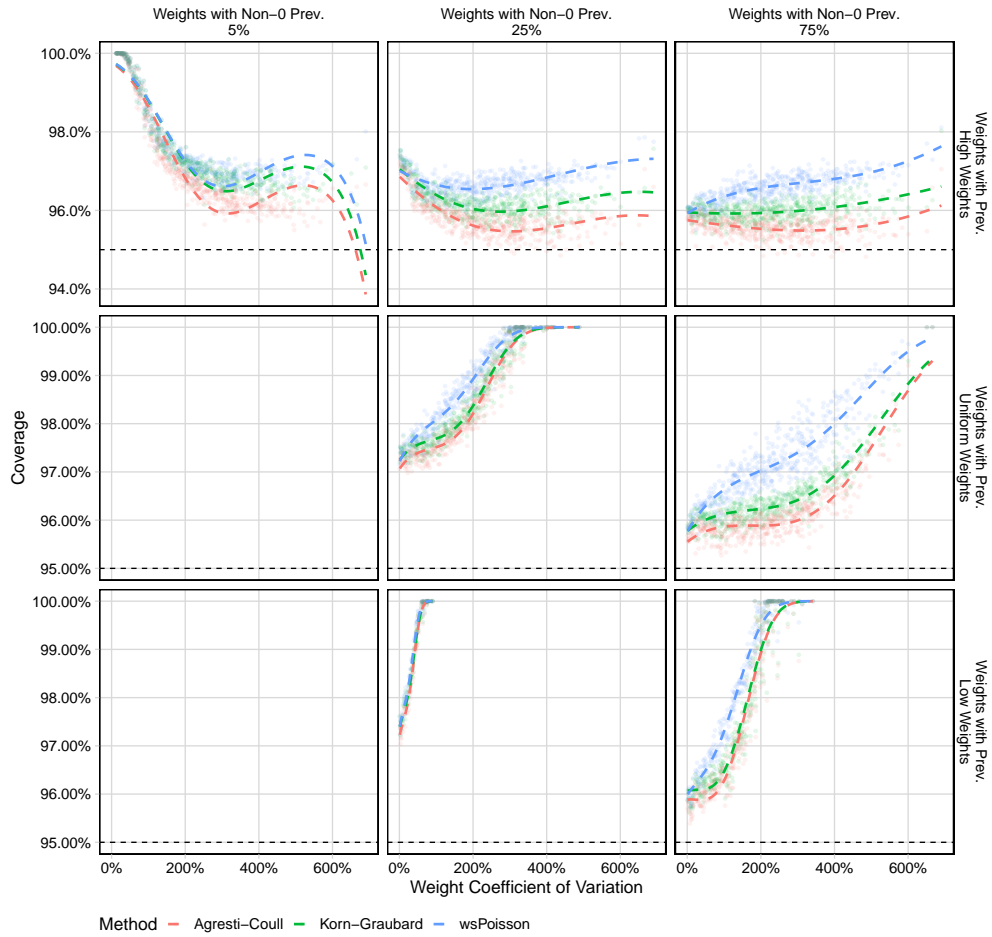 Weights with Non−0 Prev.
5%
Weights with Non−0 Prev.
25%
Weights with Non−0 Prev.
75%
100.0%
98.0%
96.0%
94.0%
Weights with Prev.
High Weights
100.00%
99.00%
98.00%
97.00%
96.00%
95.00%
Weights with Prev.
Uniform Weights
Coverage
100.00%
99.00%
98.00%
97.00%
96.00%
95.00%
Weights with Prev.
Low Weights
0% 200% 400% 600%
0% 200% 400% 600%
0% 200% 400% 600%
Weight Coefficient of Variation
Method Agresti−Coull Korn−Graubard wsPoisson